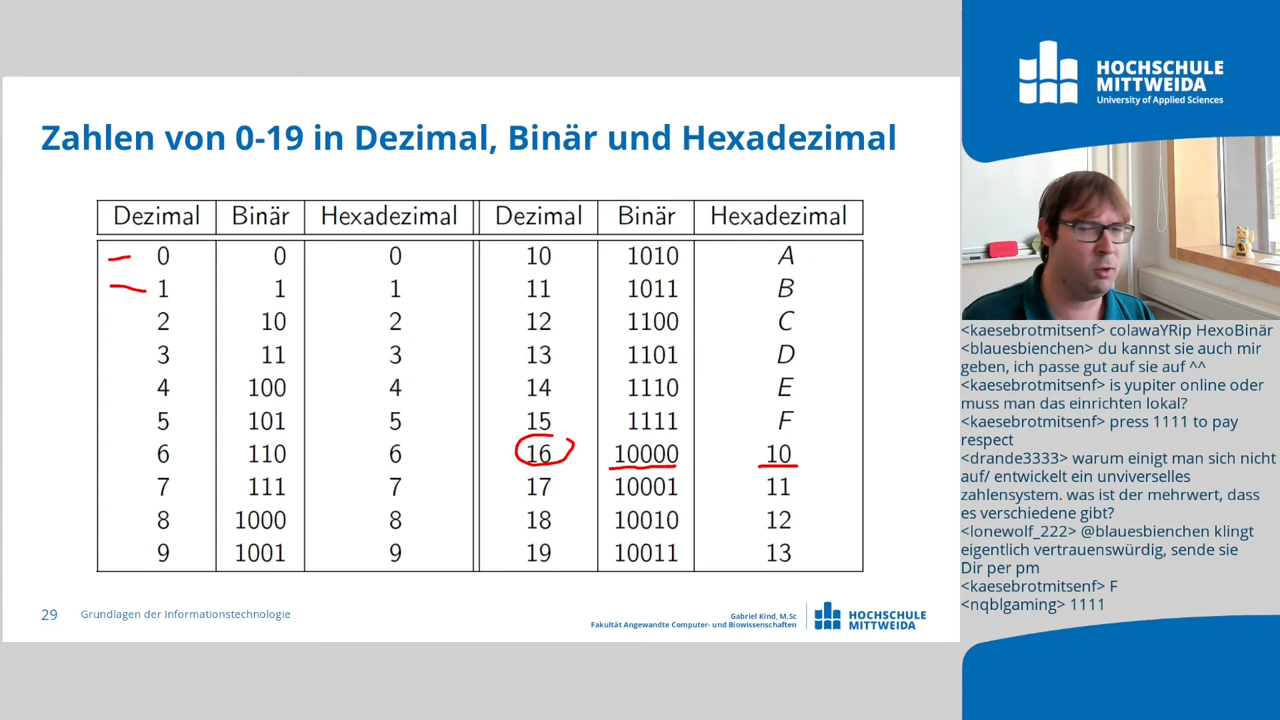 Zahlen von 0-19 in Dezimal, Binär und Hexadezimal
Dezimal Binär Hexadezimal Dezimal Binär Hexadezimal
0 0 0 10 1010 A
1 1 1 11 1011 B
2 10 2 12 1100 C
3 11 3 13 1101 D
4 100 4 14 1110 E
5 101 5 15 1111 F
6 110 6 16 10000 10
7 111 7 17 10001 11
8 1000 8 18 10010 12
9 1001 9 19 10011 13
29 Grundlagen der Informationstechnologie
Gabriel Kind, M.Sc
Fakultät Angewandte Computer- und Biowissenschaften
HOCHSCHULE
MITTWEIDA
HOCHSCHULE
MITTWEIDA
University of Applied Sciences
<kaesebrotmitsenf> colawaYRip HexoBinär
<blauesbienchen> du kannst sie auch mir
geben, ich passe gut auf sie auf ^^
<kaesebrotmitsenf> is yupiter online oder
muss man das einrichten lokal?
<kaesebrotmitsenf> press 1111 to pay
respect
<drande3333> warum einigt man sich nicht
auf/ entwickelt ein unviverselles
zahlensystem. was ist der mehrwert, dass
es verschiedene gibt?
<lonewolf_222> @blauesbienchen klingt
eigentlich vertrauenswürdig, sende sie
Dir per pm
<kaesebrotmitsenf> F
<nqblgaming> 1111